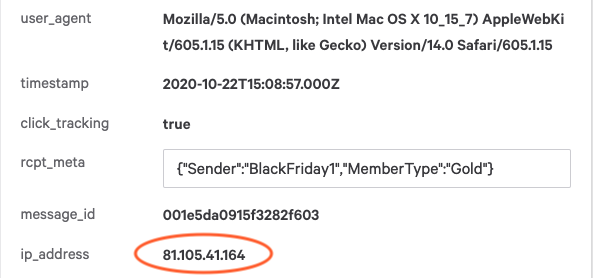 user_agent Mozilla/5.0 (Macintosh; Intel Mac OS X 10_15_7) AppleWebKi
t/605.1.15 (KHTML, like Gecko) Version/14.0 Safari/605.1.15
timestamp 2020-10-22T15:08:57.000Z
click_tracking true
rcpt_meta {"Sender":"BlackFriday1","MemberType":"Gold"}
message_id 001e5da0915f3282f603
ip_address 81.105.41.164